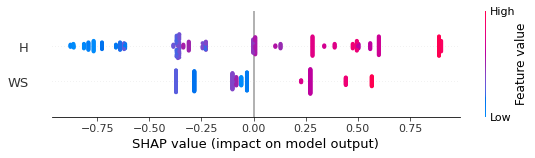 High
H
WS
Feature value
Low
−0.75 −0.50 −0.25 0.00 0.25 0.50 0.75
SHAP value (impact on model output)